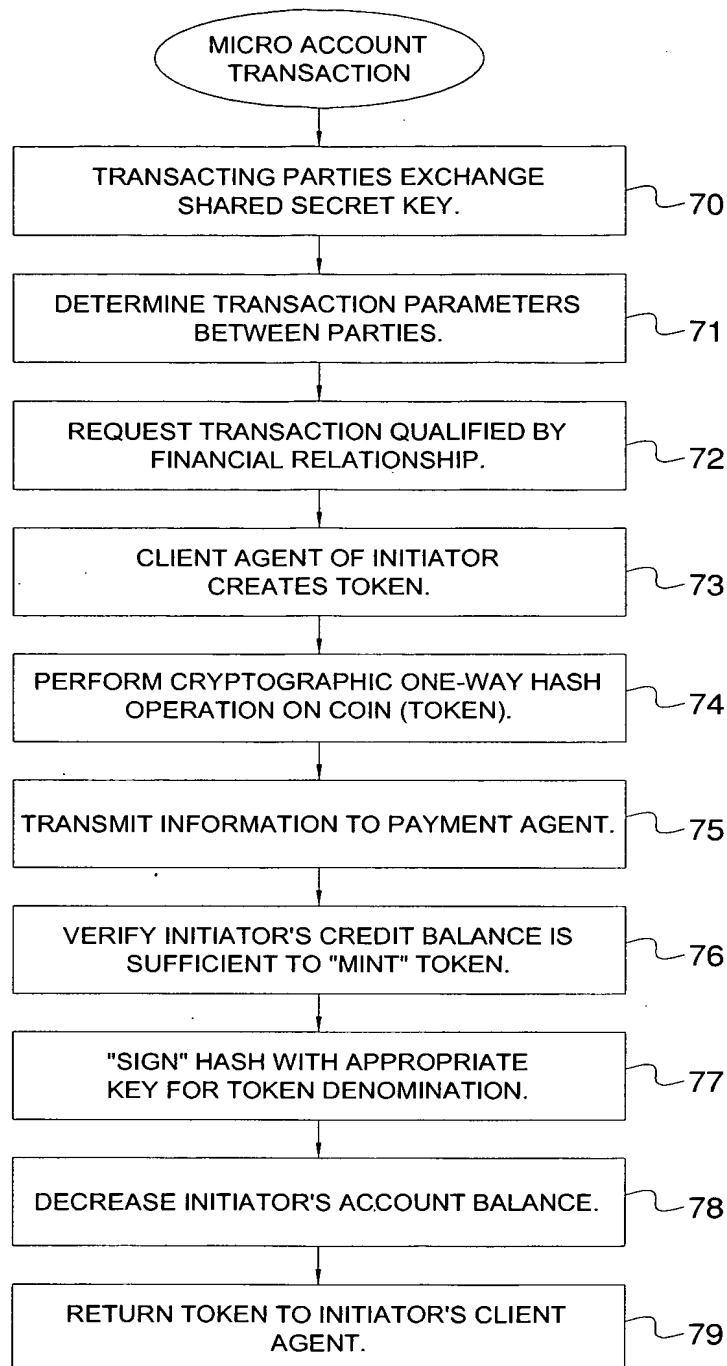 MICRO ACCOUNT
TRANSACTION
TRANSACTING PARTIES EXCHANGE
SHARED SECRET KEY.
70
DETERMINE TRANSACTION PARAMETERS
BETWEEN PARTIES.
71
REQUEST TRANSACTION QUALIFIED BY
FINANCIAL RELATIONSHIP.
72
CLIENT AGENT OF INITIATOR
CREATES TOKEN.
73
PERFORM CRYPTOGRAPHIC ONE-WAY HASH
OPERATION ON COIN (TOKEN).
74
TRANSMIT INFORMATION TO PAYMENT AGENT.
75
VERIFY INITIATOR'S CREDIT BALANCE IS
SUFFICIENT TO "MINT" TOKEN.
76
"SIGN" HASH WITH APPROPRIATE
KEY FOR TOKEN DENOMINATION.
77
DECREASE INITIATOR'S ACCOUNT BALANCE.
78
RETURN TOKEN TO INITIATOR'S CLIENT
AGENT.
79